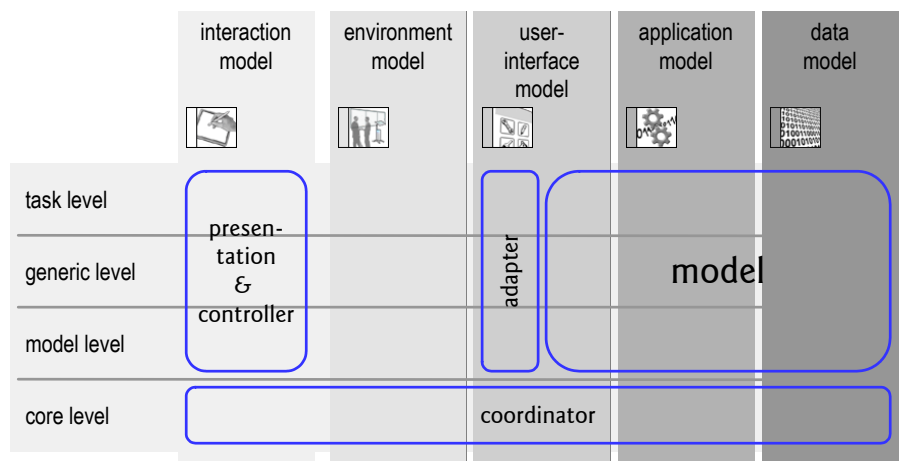 interaction
model
environment
model
user-
interface
model
application
model
data
model
task level
generic level
model level
core level
presen-
tation
&
controller
adapter
model
coordinator